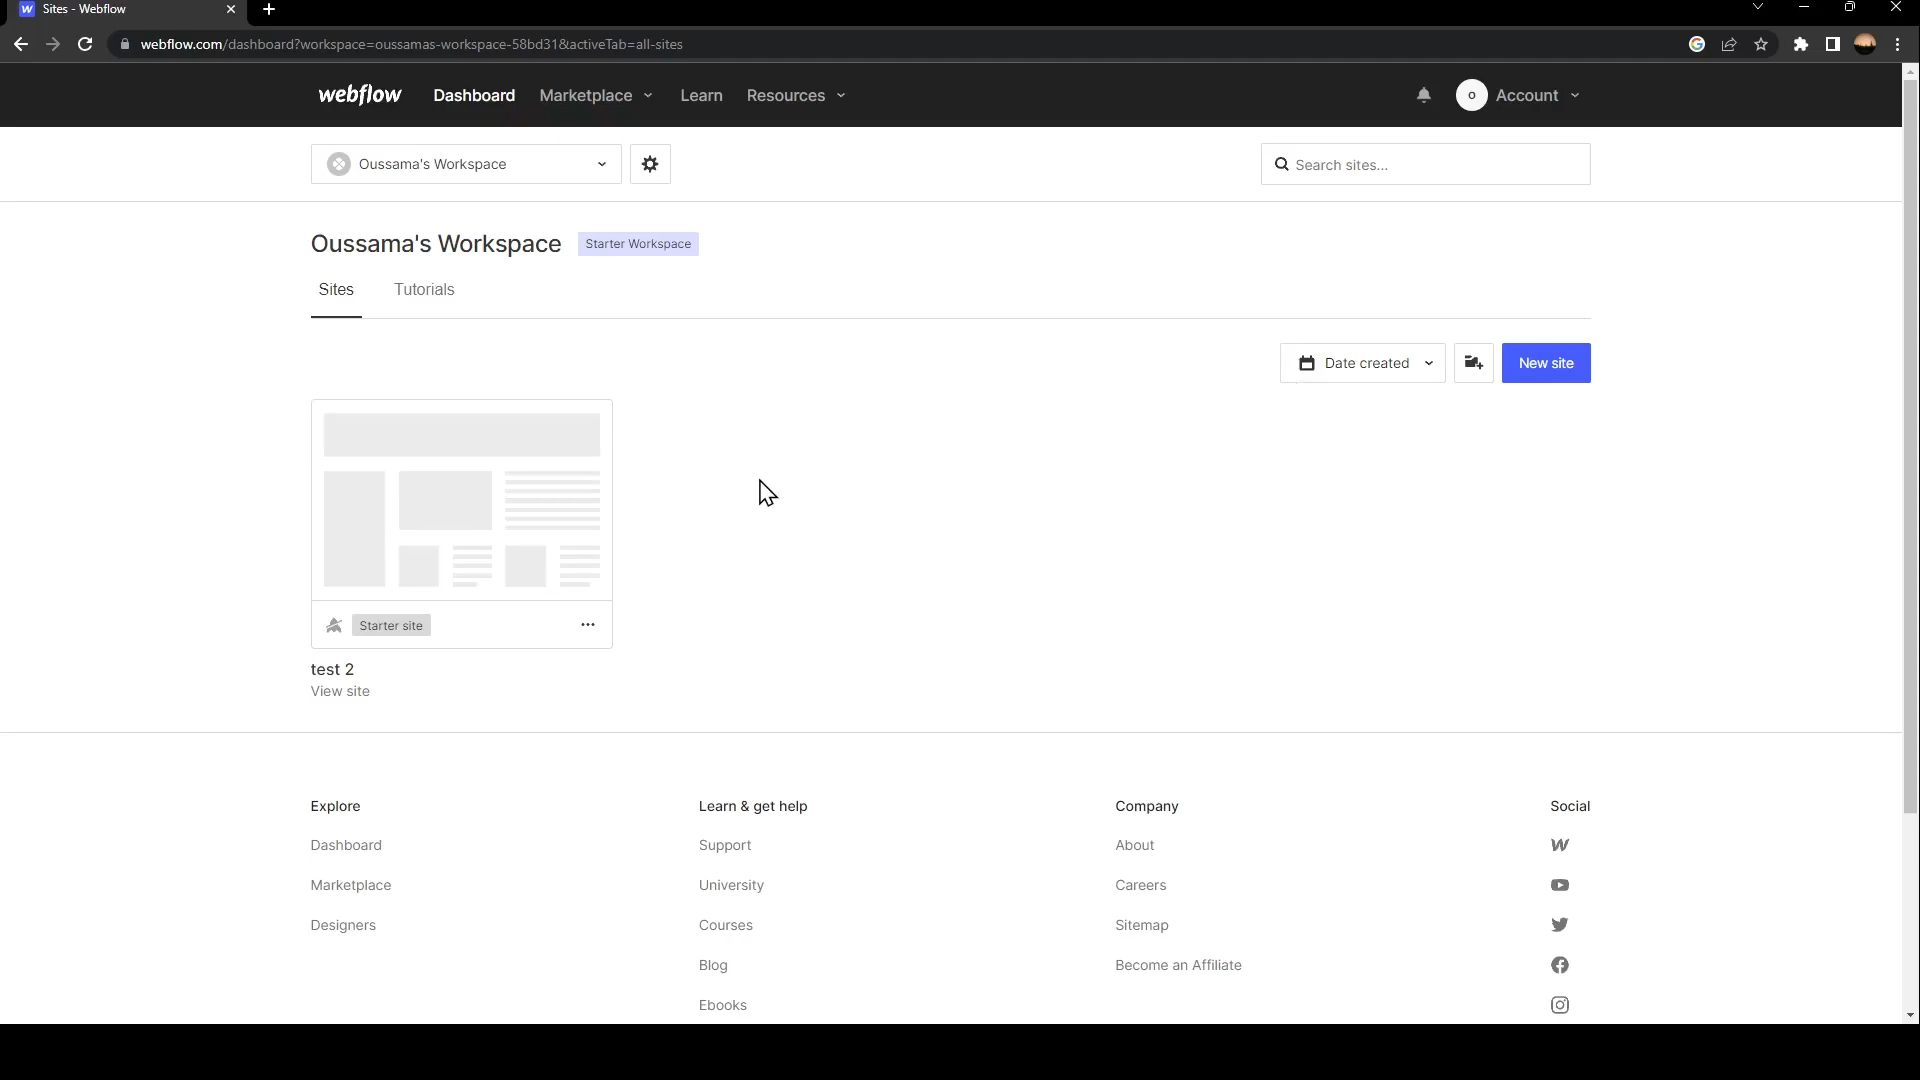 Sites - Webflow
webflow.com/dashboard?workspace=oussamas-workspace-58bd31&activeTab=all-sites
webflow Dashboard Marketplace Learn Resources O Account
Oussama's Workspace
Search sites...
Oussama's Workspace Starter Workspace
Sites Tutorials
Date created New site
Starter site
test 2
View site
Explore Learn & get help Company Social
Dashboard Support About
Marketplace University Careers
Designers Courses Sitemap
Blog Become an Affiliate
Ebooks